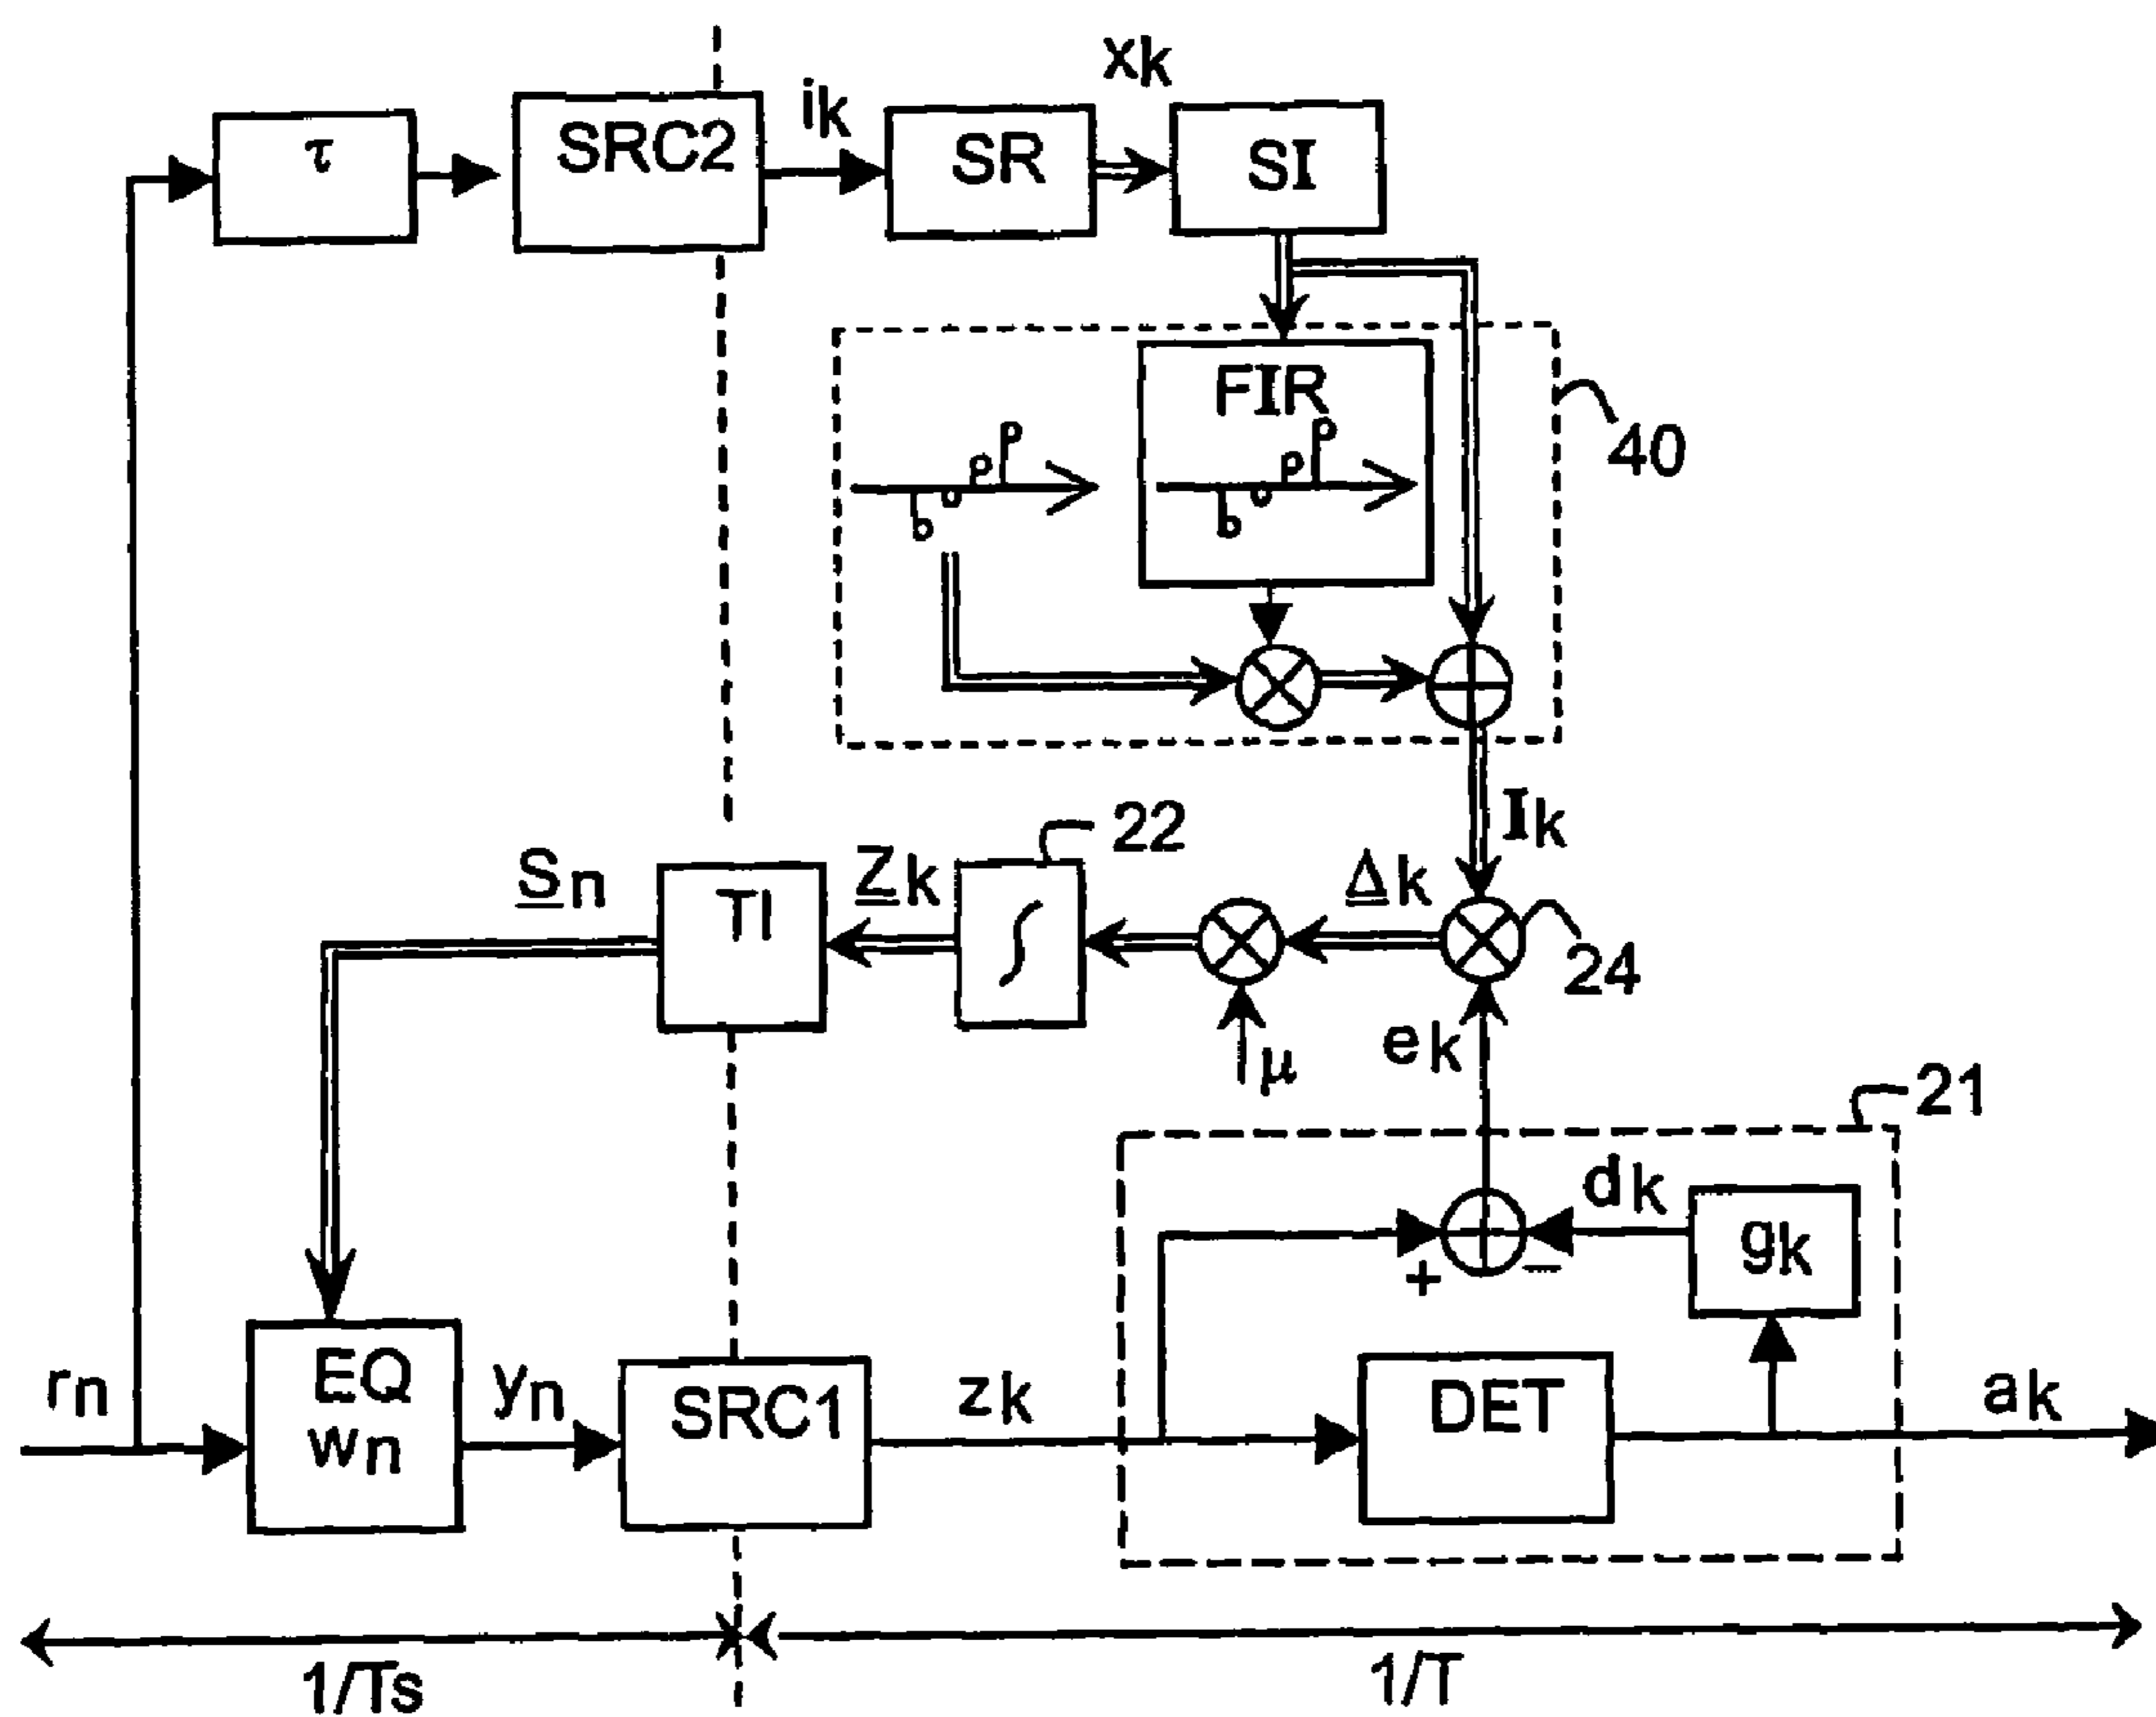 τ
SRC2
ik
SR
xk
SI
FIR
40
Sn
TI
Zk
22
∫
μ
Δk
Ik
24
ek
21
dk
gk
+
−
rn
EQ
wn
yn
SRC1
zk
DET
ak
1/Ts
1/T